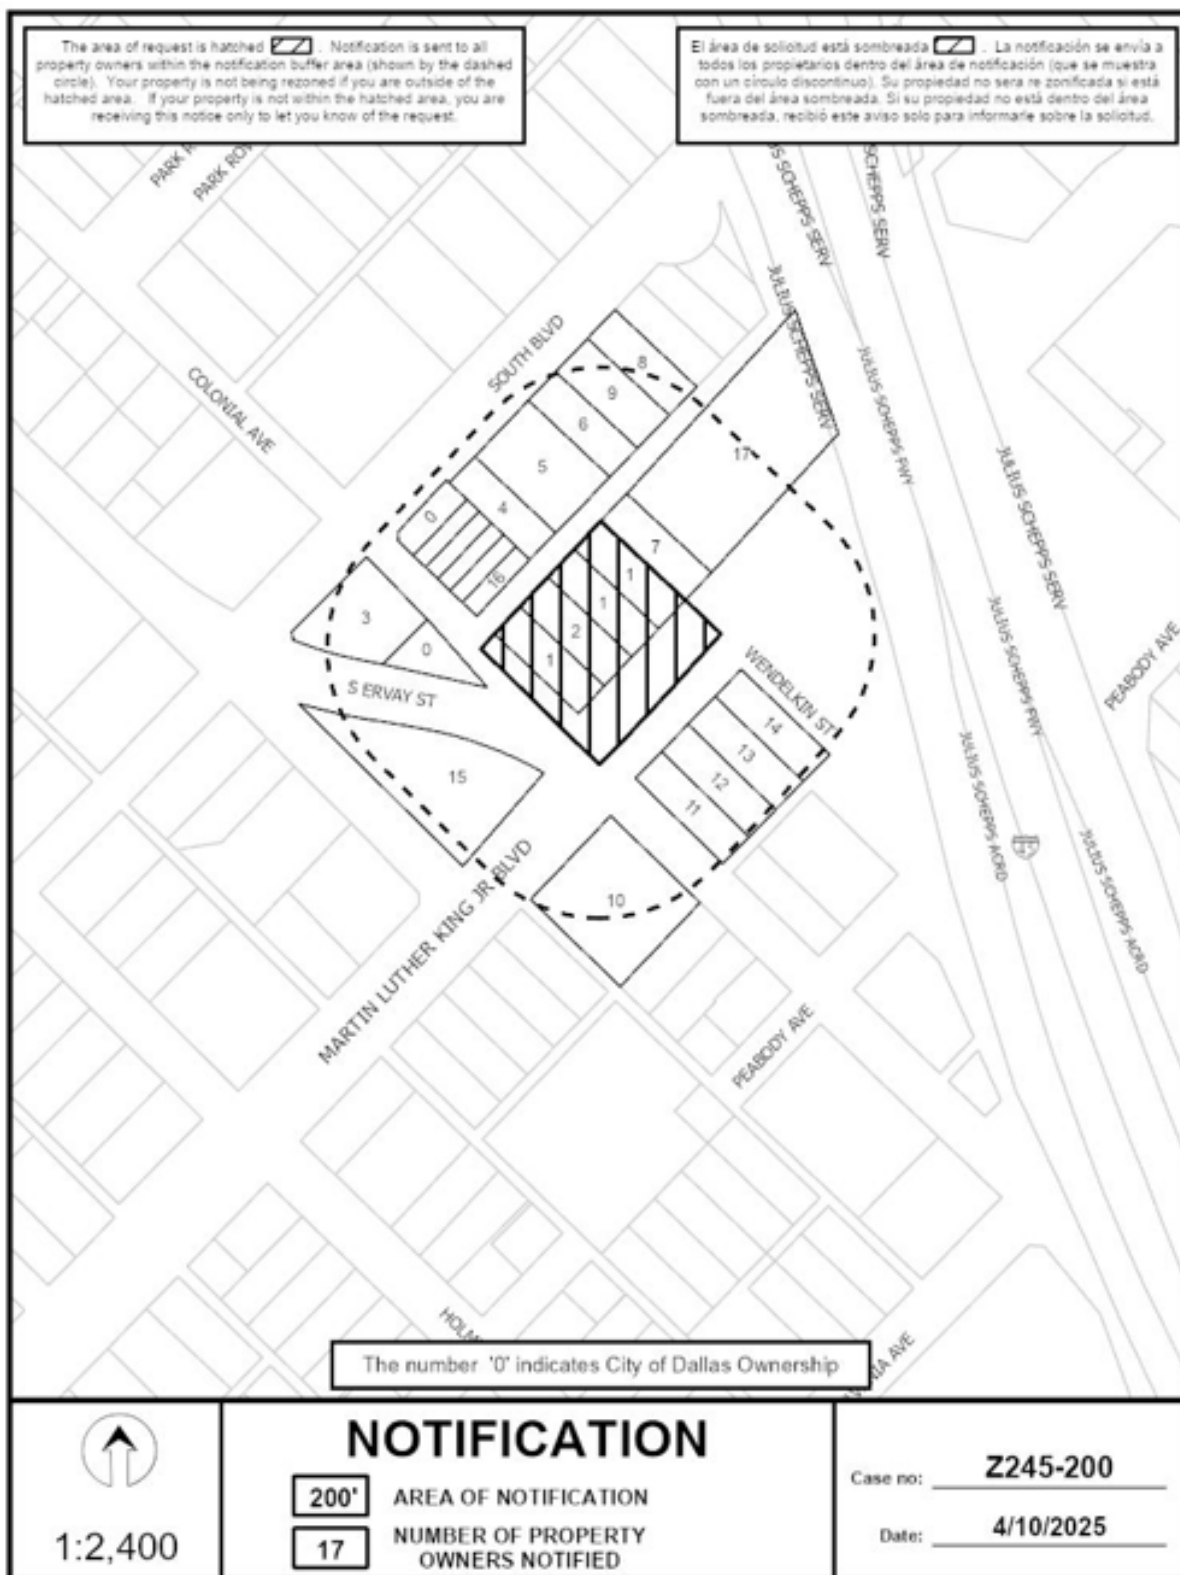 The area of request is hatched . Notification is sent to all
property owners within the notification buffer area (shown by the dashed
circle). Your property is not being rezoned if you are outside of the
hatched area. If your property is not within the hatched area, you are
receiving this notice only to let you know of the request.
El área de solicitud está sombreada . La notificación se envía a
todos los propietarios dentro del área de notificación (que se muestra
con un círculo discontinuo). Su propiedad no sera re zonificada si está
fuera del área sombreada. Si su propiedad no está dentro del área
sombreada, recibió este aviso solo para informarle sobre la solicitud.
PARK
PARK ROW
SCHEPPS SERV
SCHEPPS SERV
JULIUS SCHEPPS SERV
SOUTH BLVD
COLONIAL AVE
JULIUS SCHEPPS FWY
JULIUS SCHEPPS SERV
8
9
6
5
4
0
16
17
7
1
1
2
1
3
0
S ERVAY ST
WENDELKIN ST
JULIUS SCHEPPS FWY
PEABODY AVE
14
13
12
11
15
10
JULIUS SCHEPPS ACRD
JULIUS SCHEPPS ACRD
MARTIN LUTHER KING JR BLVD
PEABODY AVE
HOLM
NIA AVE
The number '0' indicates City of Dallas Ownership
1:2,400
NOTIFICATION
200' AREA OF NOTIFICATION
17 NUMBER OF PROPERTY
OWNERS NOTIFIED
Case no: Z245-200
Date: 4/10/2025